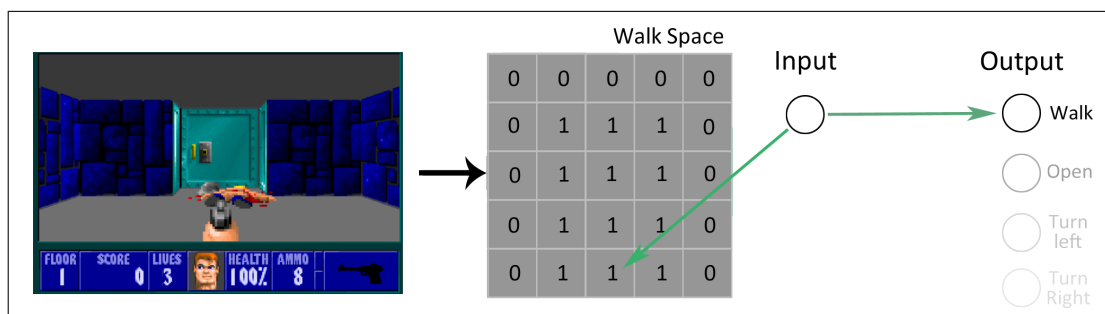 Walk Space
Input
Output
0 0 0 0 0
0 1 1 1 0
0 1 1 1 0
0 1 1 1 0
0 1 1 1 0
Walk
Open
Turn
left
Turn
Right
FLOOR SCORE LIVES HEALTH AMMO
1 0 3 100% 8